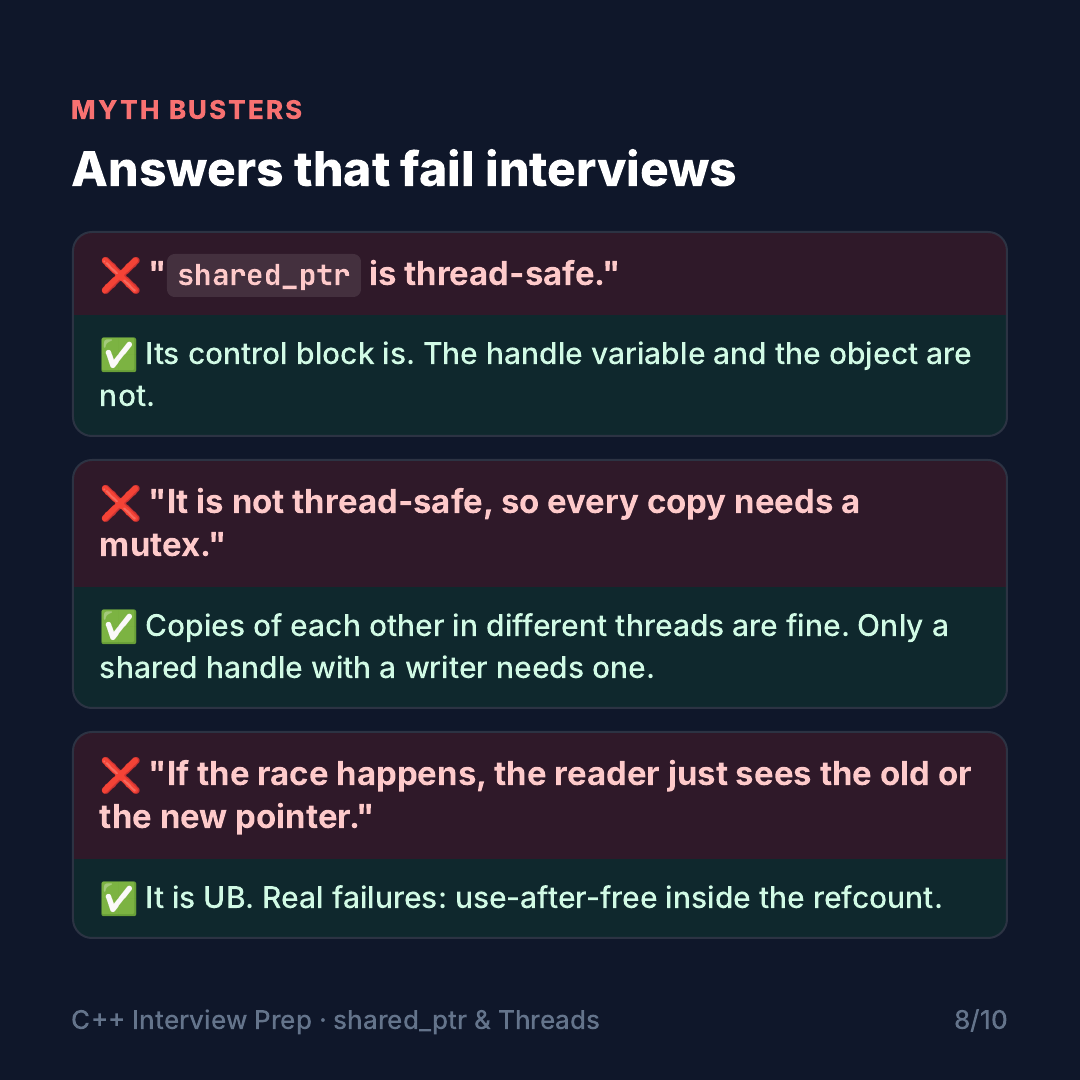 MYTH BUSTERS
Answers that fail interviews
❌ "shared_ptr is thread-safe."
✅ Its control block is. The handle variable and the object are
not.
❌ "It is not thread-safe, so every copy needs a
mutex."
✅ Copies of each other in different threads are fine. Only a
shared handle with a writer needs one.
❌ "If the race happens, the reader just sees the old or
the new pointer."
✅ It is UB. Real failures: use-after-free inside the refcount.
C++ Interview Prep · shared_ptr & Threads
8/10